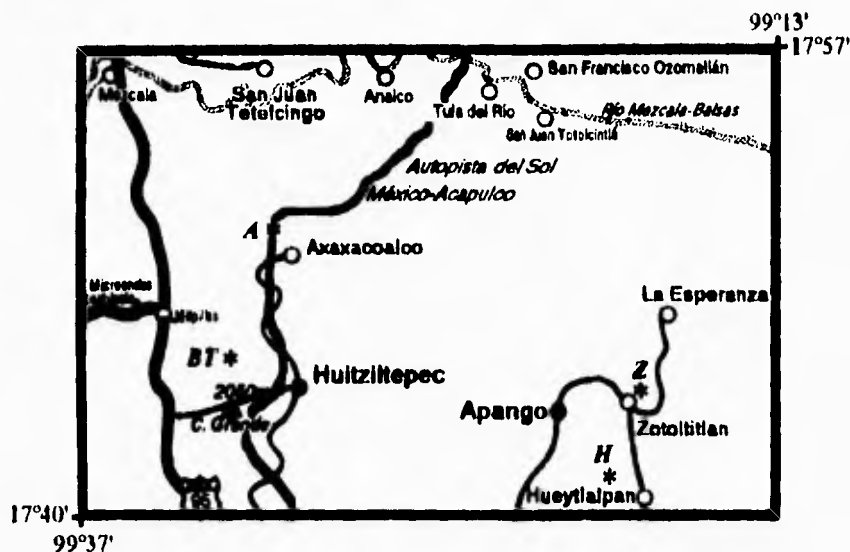 99°13'
17°57'
San Francisco Ozomatlán
Mezcala
San Juan
Tetelcingo
Analco
Tula del Río
Río Mezcala-Balsas
San Juan Totolcintla
Autopista del Sol
México-Acapulco
A
Axaxacoalco
La Esperanza
BT
Huitziltepec
Z
2050
Apango
C. Grande
Zotoltitlan
H
95
Hueytlalpan
17°40'
99°37'